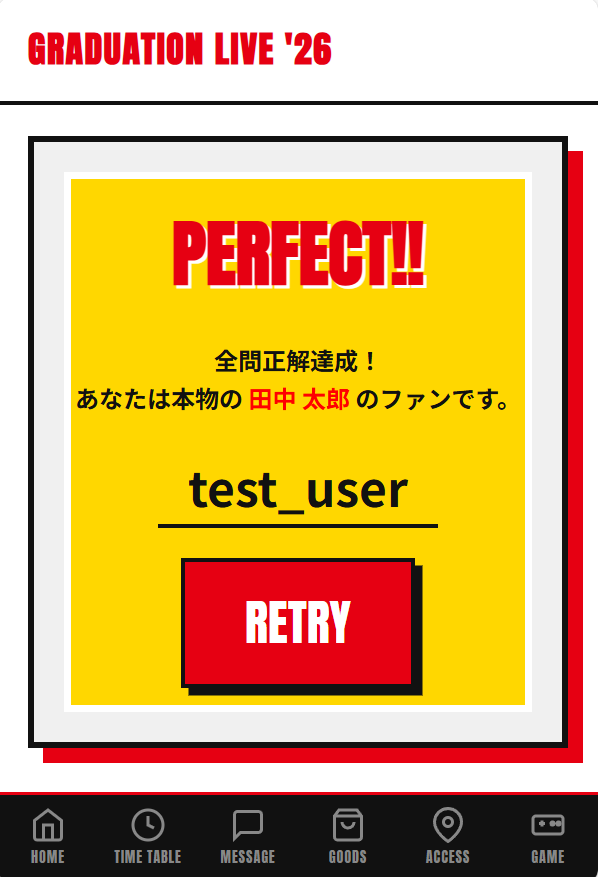 GRADUATION LIVE '26
PERFECT!!
全問正解達成！
あなたは本物の 田中 太郎 のファンです。
test_user
RETRY
HOME
TIME TABLE
MESSAGE
GOODS
ACCESS
GAME